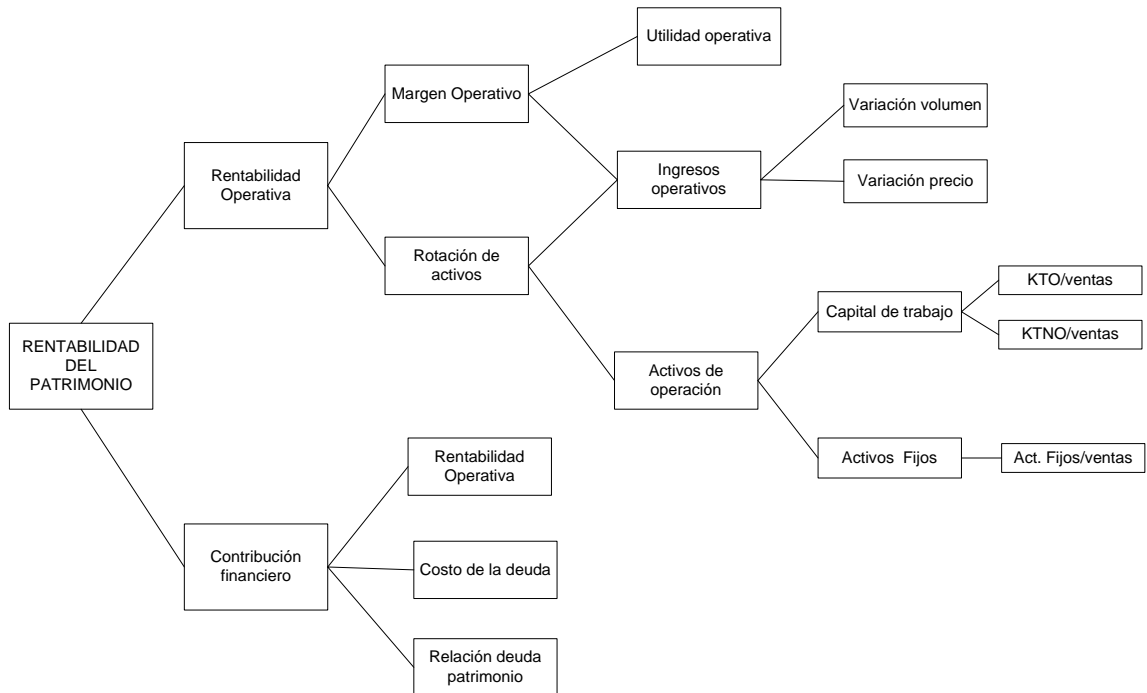 RENTABILIDAD
DEL
PATRIMONIO
Rentabilidad
Operativa
Margen Operativo
Utilidad operativa
Ingresos
operativos
Variación volumen
Variación precio
Rotación de
activos
Activos de
operación
Capital de trabajo
KTO/ventas
KTNO/ventas
Activos Fijos
Act. Fijos/ventas
Contribución
financiero
Rentabilidad
Operativa
Costo de la deuda
Relación deuda
patrimonio